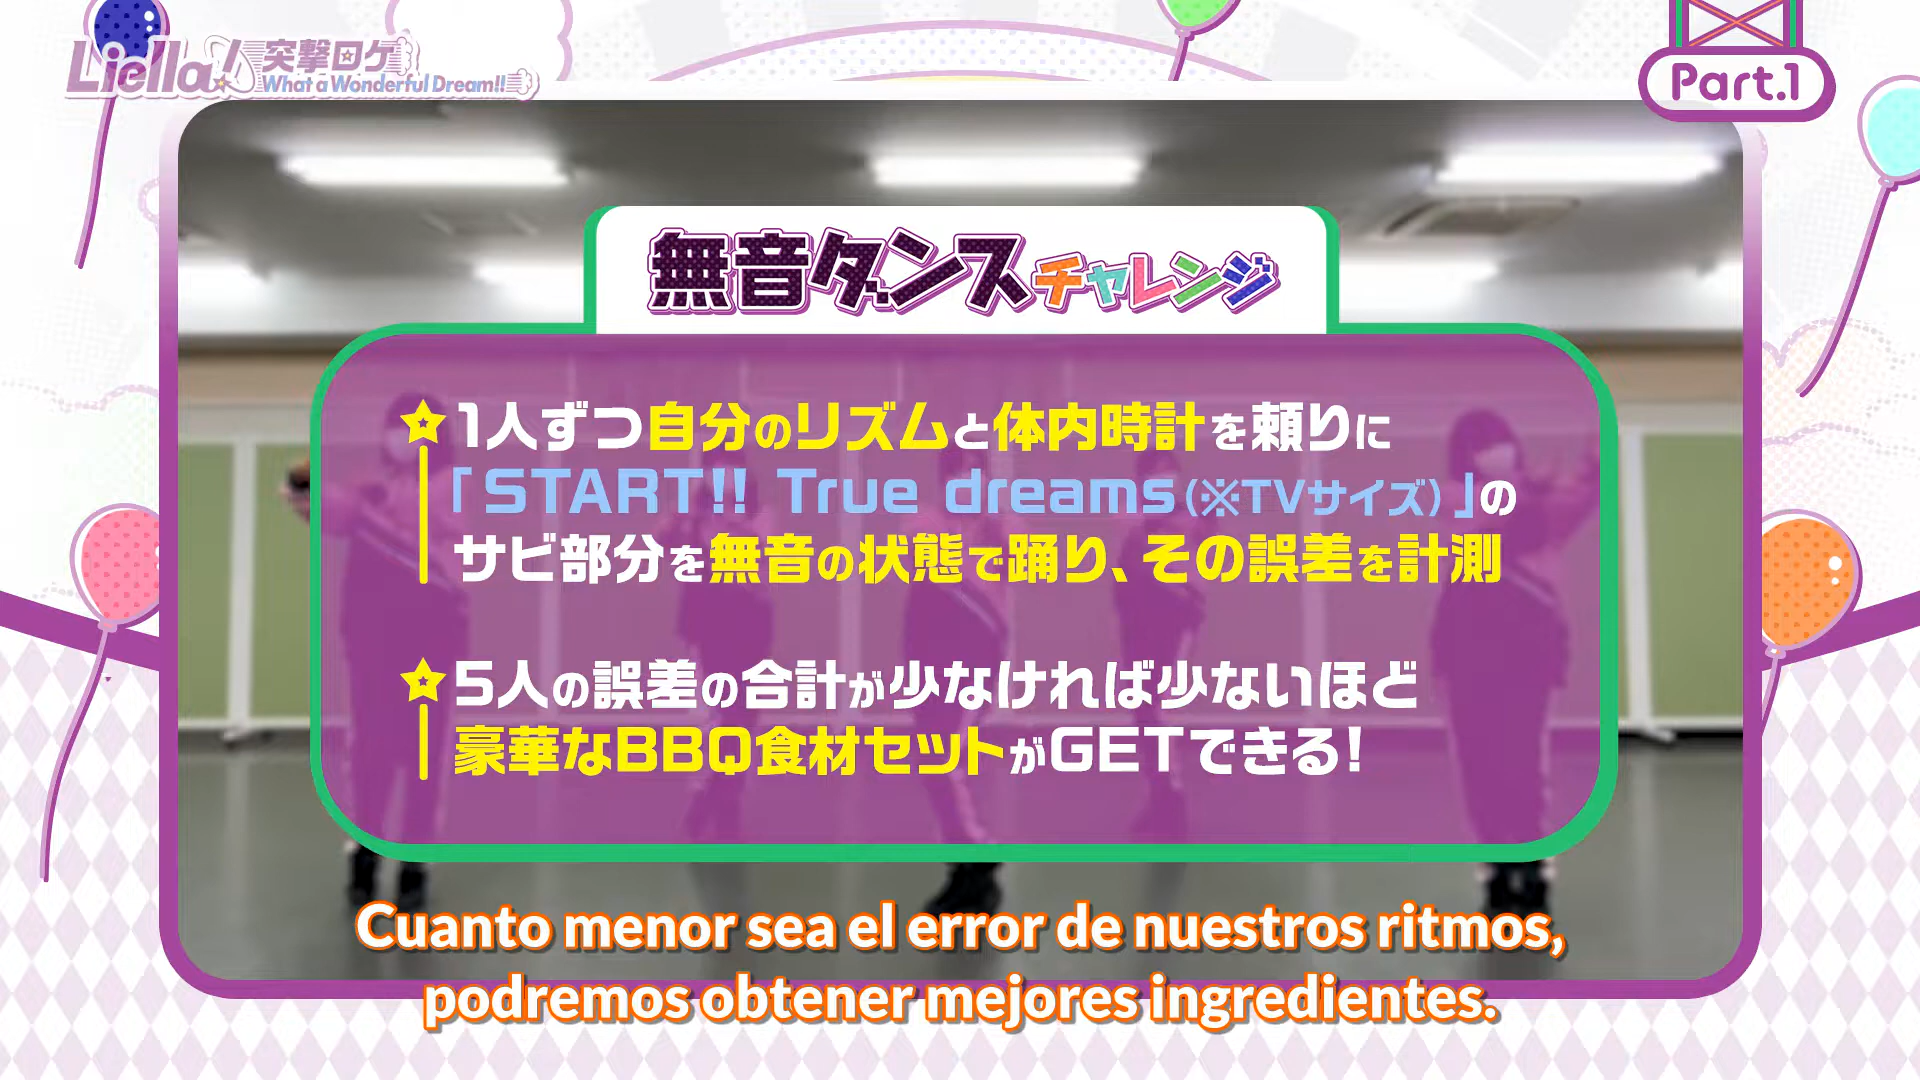 Liella! 突撃ロケ
What a Wonderful Dream!!
Part.1
無音ダンスチャレンジ
1人ずつ自分のリズムと体内時計を頼りに
「START!! True dreams(※TVサイズ)」の
サビ部分を無音の状態で踊り、その誤差を計測
5人の誤差の合計が少なければ少ないほど
豪華なBBQ食材セットがGETできる!
Cuanto menor sea el error de nuestros ritmos,
podremos obtener mejores ingredientes.